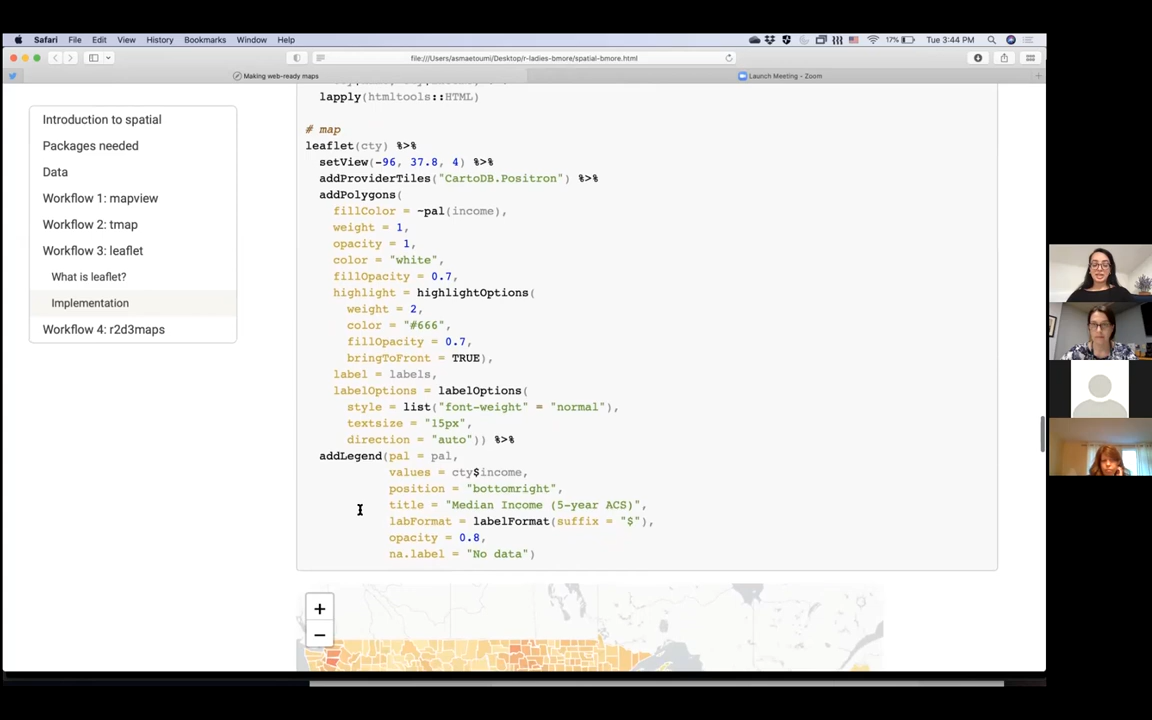 Safari File Edit View History Bookmarks Window Help 17% Tue 3:44 PM
file:///Users/asmaetoumi/Desktop/r-ladies-bmore/spatial-bmore.html
Making web-ready maps Launch Meeting - Zoom
Introduction to spatial
Packages needed
Data
Workflow 1: mapview
Workflow 2: tmap
Workflow 3: leaflet
What is leaflet?
Implementation
Workflow 4: r2d3maps
lapply(htmltools::HTML)
# map
leaflet(cty) %>%
setView(-96, 37.8, 4) %>%
addProviderTiles("CartoDB.Positron") %>%
addPolygons(
fillColor = ~pal(income),
weight = 1,
opacity = 1,
color = "white",
fillOpacity = 0.7,
highlight = highlightOptions(
weight = 2,
color = "#666",
fillOpacity = 0.7,
bringToFront = TRUE),
label = labels,
labelOptions = labelOptions(
style = list("font-weight" = "normal"),
textsize = "15px",
direction = "auto")) %>%
addLegend(pal = pal,
values = cty$income,
position = "bottomright",
title = "Median Income (5-year ACS)",
labFormat = labelFormat(suffix = "$"),
opacity = 0.8,
na.label = "No data")
+
−